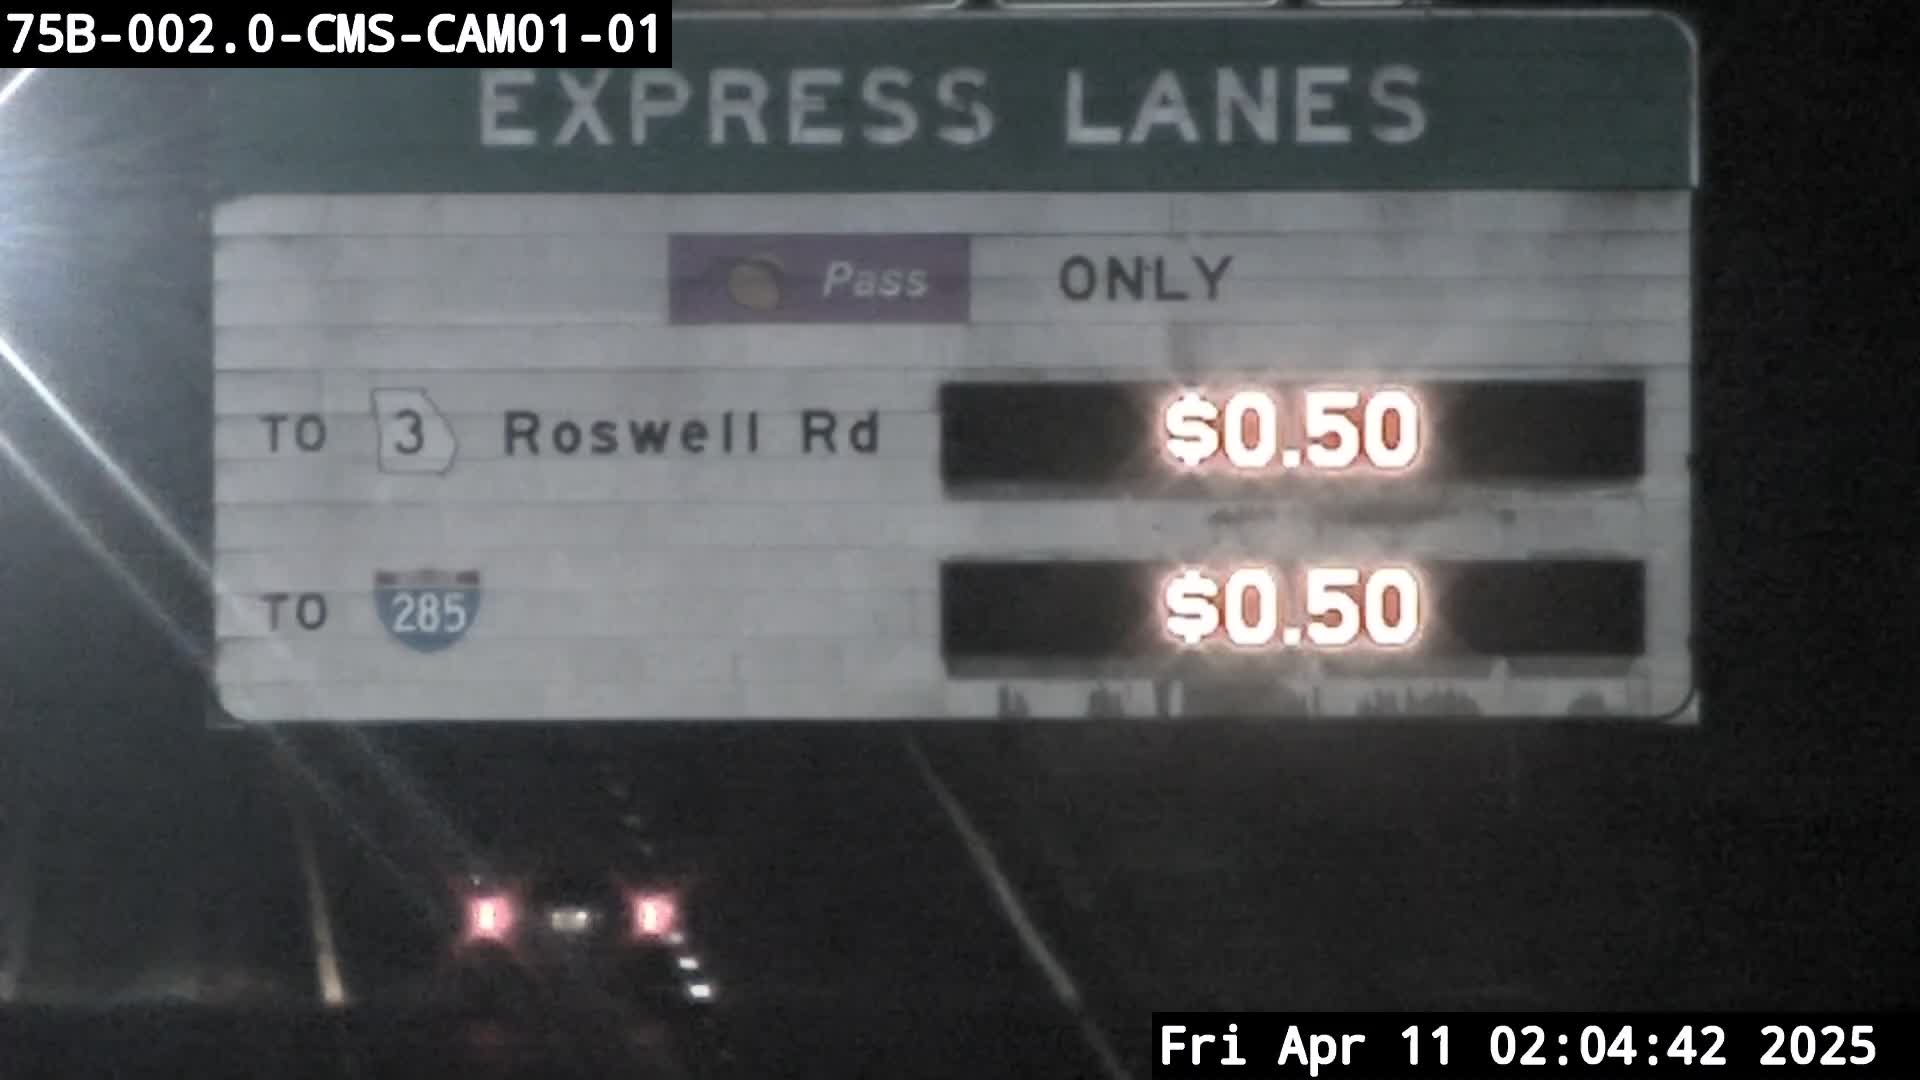 75B-002.0-CMS-CAM01-01
EXPRESS LANES
Pass ONLY
TO 3 Roswell Rd $0.50
TO 285 $0.50
Fri Apr 11 02:04:42 2025